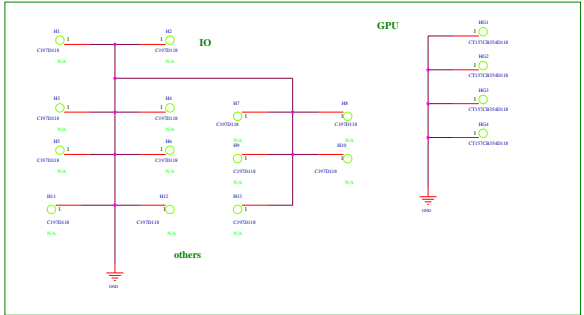 H1
1
C197D118
N/A
H2
1
C197D118
N/A
IO
GPU
HG1
1
CT157CB354D118
HG2
1
CT157CB354D118
HG3
1
CT157CB354D118
HG4
1
CT157CB354D118
GND
H3
1
C197D118
N/A
H4
1
C197D118
N/A
H7
1
C197D118
N/A
H8
1
C197D118
N/A
H5
1
C197D118
N/A
H6
1
C197D118
N/A
H9
1
C197D118
N/A
H10
1
C197D118
N/A
H11
1
C197D118
N/A
H12
1
C197D118
N/A
H13
1
C197D118
N/A
others
GND